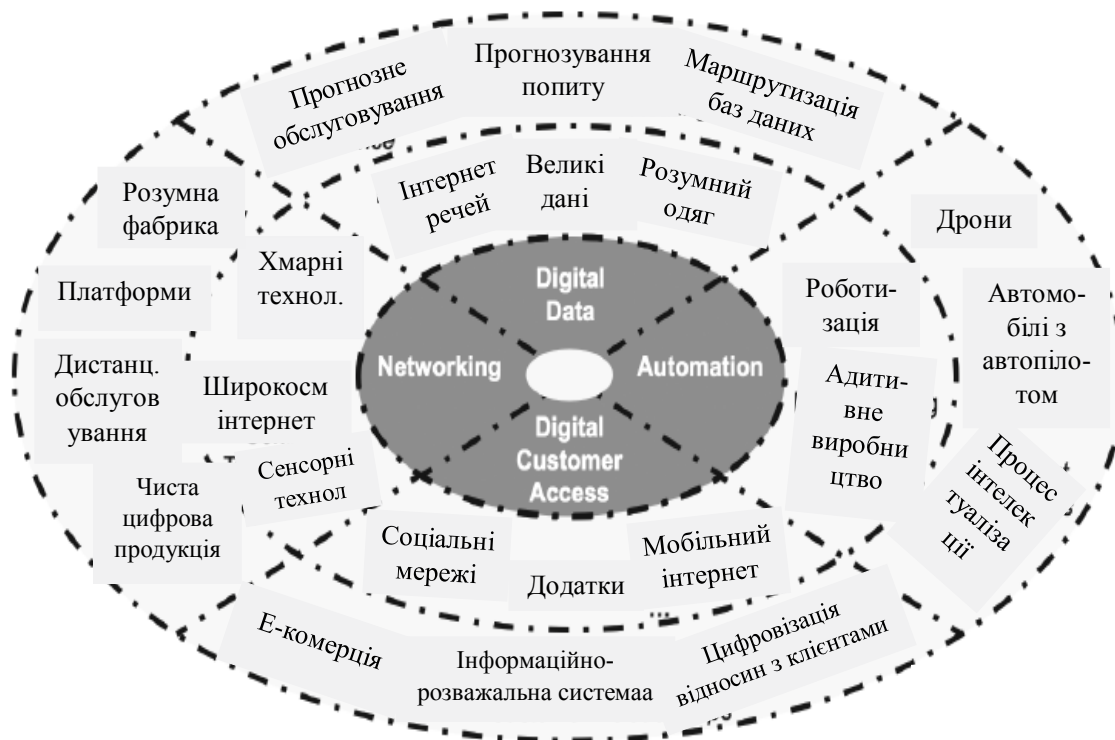 Прогнозне
обслуговування
Прогнозування
попиту
Маршрутизація
баз даних
Інтернет
речей
Великі
дані
Розумний
одяг
Розумна
фабрика
Хмарні
технол.
Платформи
Дистанц.
обслугов
ування
Широкосм
інтернет
Сенсорні
технол
Чиста
цифрова
продукція
Digital
Data
Networking
Automation
Digital
Customer
Access
Дрони
Роботи-
зація
Автомо-
білі з
автопіло-
том
Адити-
вне
виробни
цтво
Процес
інтелек
туаліза
ції
Соціальні
мережі
Додатки
Мобільний
інтернет
...
Е-комерція
Інформаційно-
розважальна системаа
Цифровізація
відносин з клієнтами